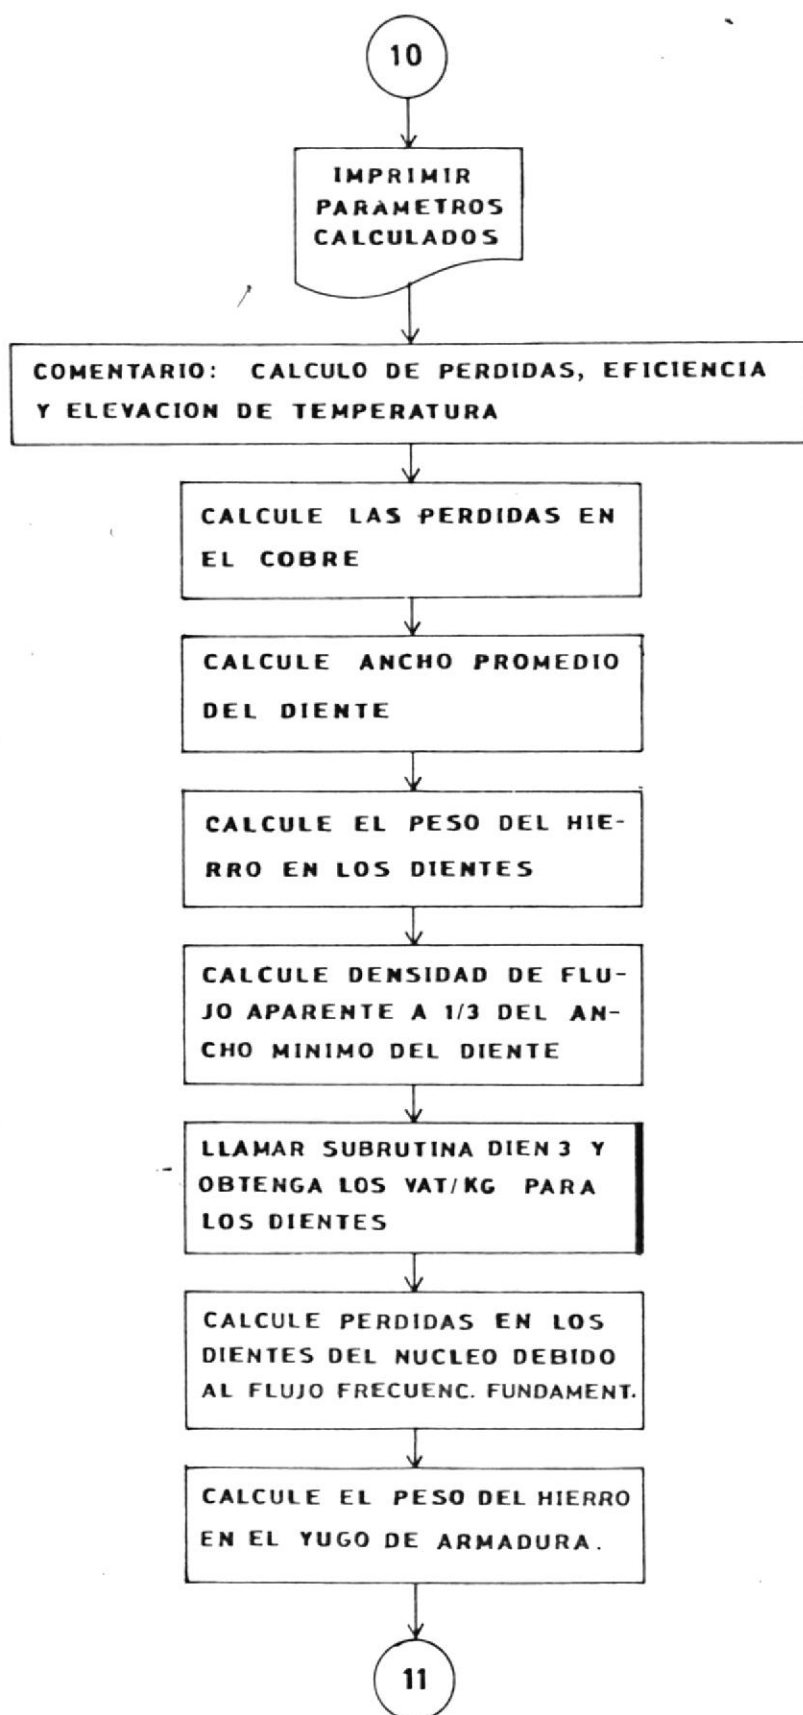 10
IMPRIMIR
PARAMETROS
CALCULADOS
COMENTARIO: CALCULO DE PERDIDAS, EFICIENCIA
Y ELEVACION DE TEMPERATURA
CALCULE LAS PERDIDAS EN
EL COBRE
CALCULE ANCHO PROMEDIO
DEL DIENTE
CALCULE EL PESO DEL HIE-
RRO EN LOS DIENTES
CALCULE DENSIDAD DE FLU-
JO APARENTE A 1/3 DEL AN-
CHO MINIMO DEL DIENTE
LLAMAR SUBRUTINA DIEN 3 Y
OBTENGA LOS VAT/KG PARA
LOS DIENTES
CALCULE PERDIDAS EN LOS
DIENTES DEL NUCLEO DEBIDO
AL FLUJO FRECUENC. FUNDAMENT.
CALCULE EL PESO DEL HIERRO
EN EL YUGO DE ARMADURA.
11